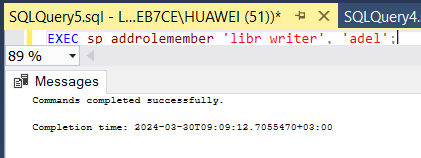 SQLQuery5.sql - L...EB7CE\HUAWEI (51))*
SQLQuery4.
EXEC sp_addrolemember 'libr_writer', 'adel';
89 %
Messages
Commands completed successfully.
Completion time: 2024-03-30T09:09:12.7055470+03:00